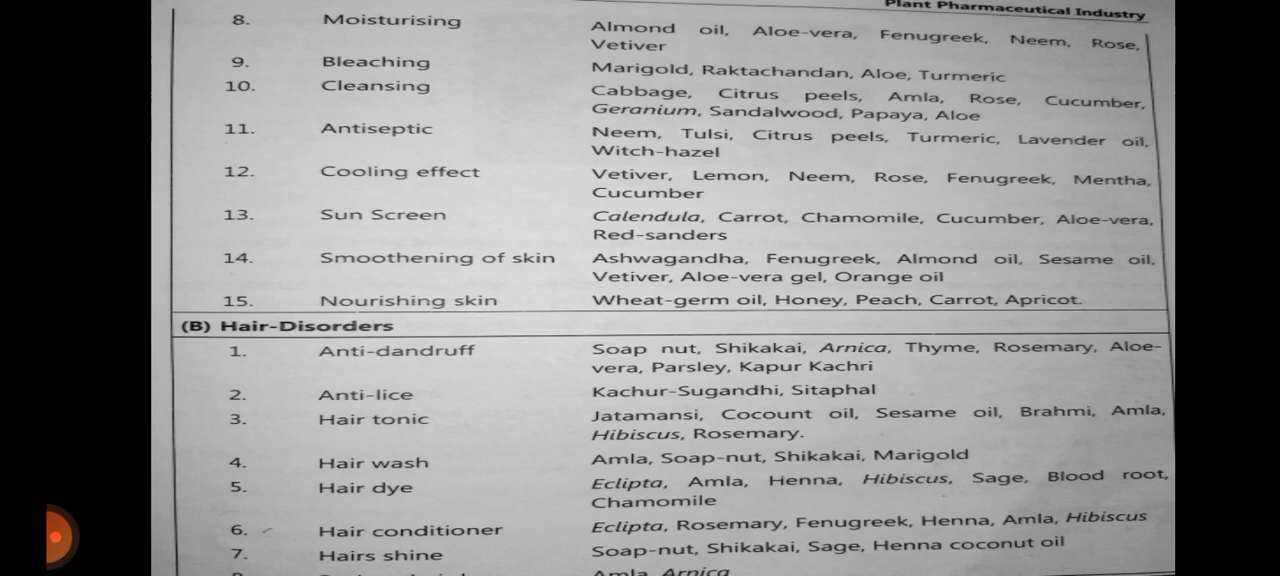 Plant Pharmaceutical Industry
8. Moisturising Almond oil, Aloe-vera, Fenugreek, Neem, Rose,
Vetiver
9. Bleaching Marigold, Raktachandan, Aloe, Turmeric
10. Cleansing Cabbage, Citrus peels, Amla, Rose, Cucumber,
Geranium, Sandalwood, Papaya, Aloe
11. Antiseptic Neem, Tulsi, Citrus peels, Turmeric, Lavender oil,
Witch-hazel
12. Cooling effect Vetiver, Lemon, Neem, Rose, Fenugreek, Mentha,
Cucumber
13. Sun Screen Calendula, Carrot, Chamomile, Cucumber, Aloe-vera,
Red-sanders
14. Smoothening of skin Ashwagandha, Fenugreek, Almond oil, Sesame oil,
Vetiver, Aloe-vera gel, Orange oil
15. Nourishing skin Wheat-germ oil, Honey, Peach, Carrot, Apricot.
(B) Hair-Disorders
1. Anti-dandruff Soap nut, Shikakai, Arnica, Thyme, Rosemary, Aloe-
vera, Parsley, Kapur Kachri
2. Anti-lice Kachur-Sugandhi, Sitaphal
3. Hair tonic Jatamansi, Cocount oil, Sesame oil, Brahmi, Amla,
Hibiscus, Rosemary.
4. Hair wash Amla, Soap-nut, Shikakai, Marigold
5. Hair dye Eclipta, Amla, Henna, Hibiscus, Sage, Blood root,
Chamomile
6. Hair conditioner Eclipta, Rosemary, Fenugreek, Henna, Amla, Hibiscus
7. Hairs shine Soap-nut, Shikakai, Sage, Henna coconut oil
Amla, Arnica